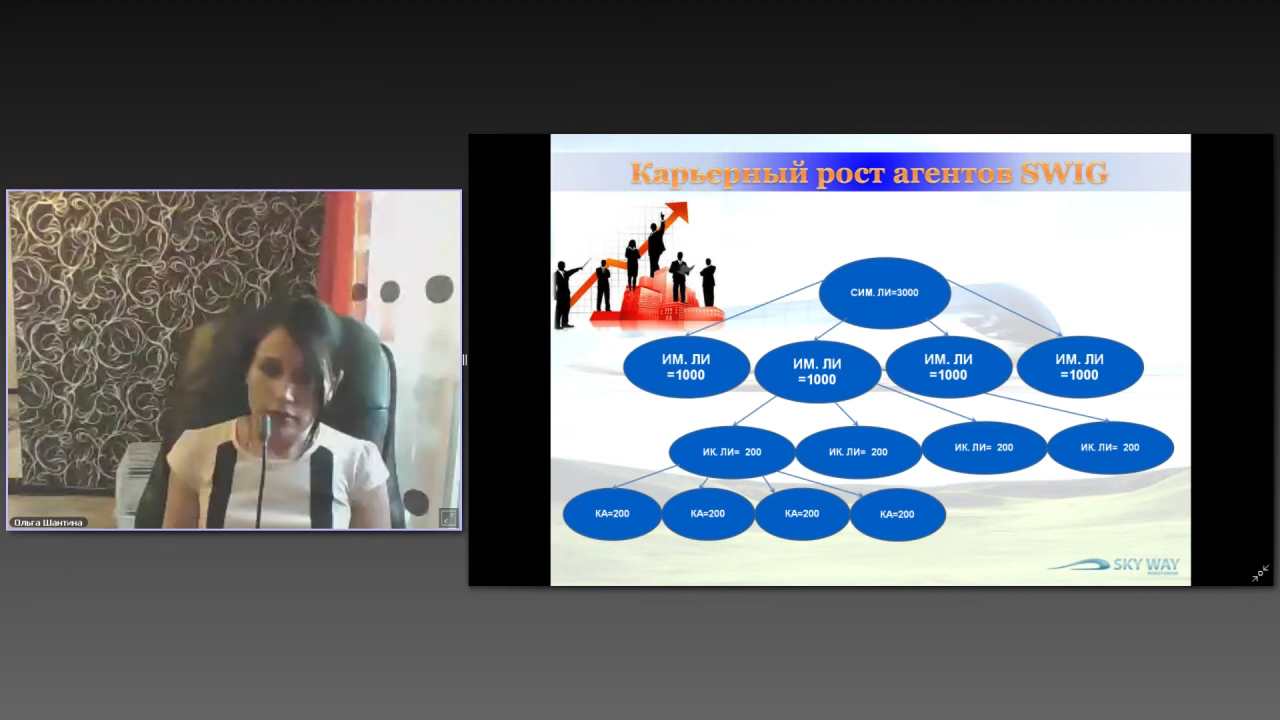 Карьерный рост агентов SWIG
СИМ. ЛИ=3000
ИМ. ЛИ
=1000
ИМ. ЛИ
=1000
ИМ. ЛИ
=1000
ИМ. ЛИ
=1000
ИК. ЛИ= 200
ИК. ЛИ= 200
ИК. ЛИ= 200
ИК. ЛИ= 200
КА=200
КА=200
КА=200
КА=200
SKY WAY
Ольга Шантина